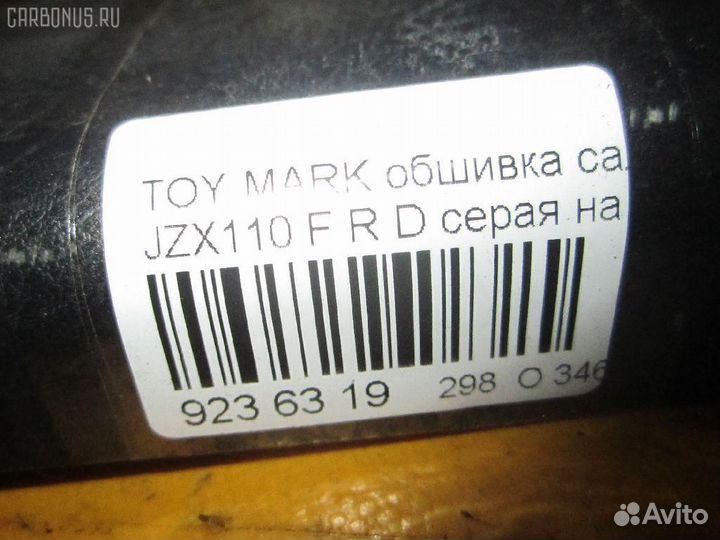 CARBONUS.RU
TOY MARK обшивка са
JZX110 F R D серая на
923 63 19 298 O 346
Avito